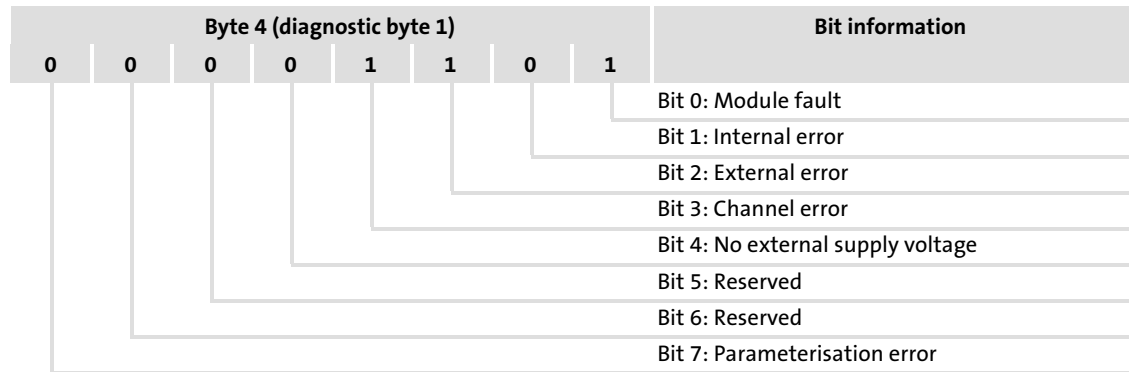 Byte 4 (diagnostic byte 1) Bit information
0 0 0 0 1 1 0 1
Bit 0: Module fault
Bit 1: Internal error
Bit 2: External error
Bit 3: Channel error
Bit 4: No external supply voltage
Bit 5: Reserved
Bit 6: Reserved
Bit 7: Parameterisation error